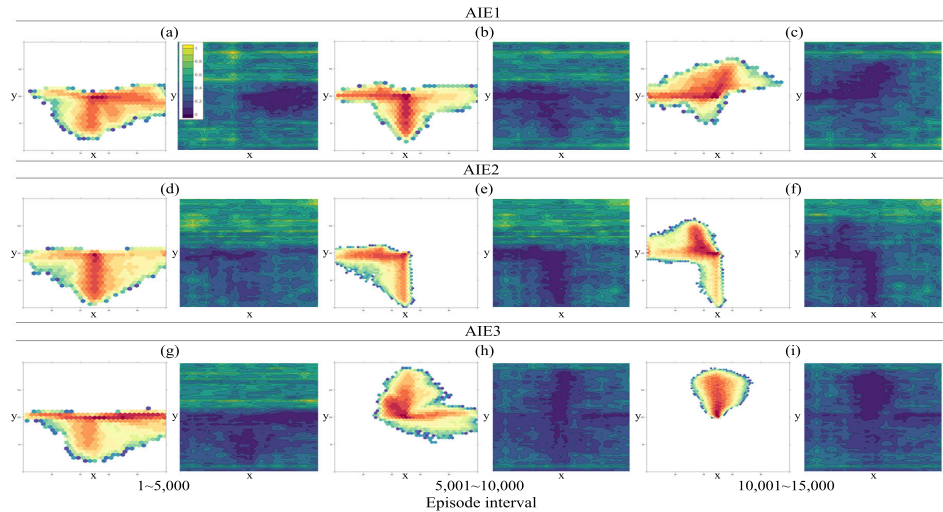 AIE1
(a) (b) (c)
y y y y y y
x x x x x x
AIE2
(d) (e) (f)
y y y y y y
x x x x x x
AIE3
(g) (h) (i)
y y y y y y
x x x x x x
1~5,000 5,001~10,000 10,001~15,000
Episode interval